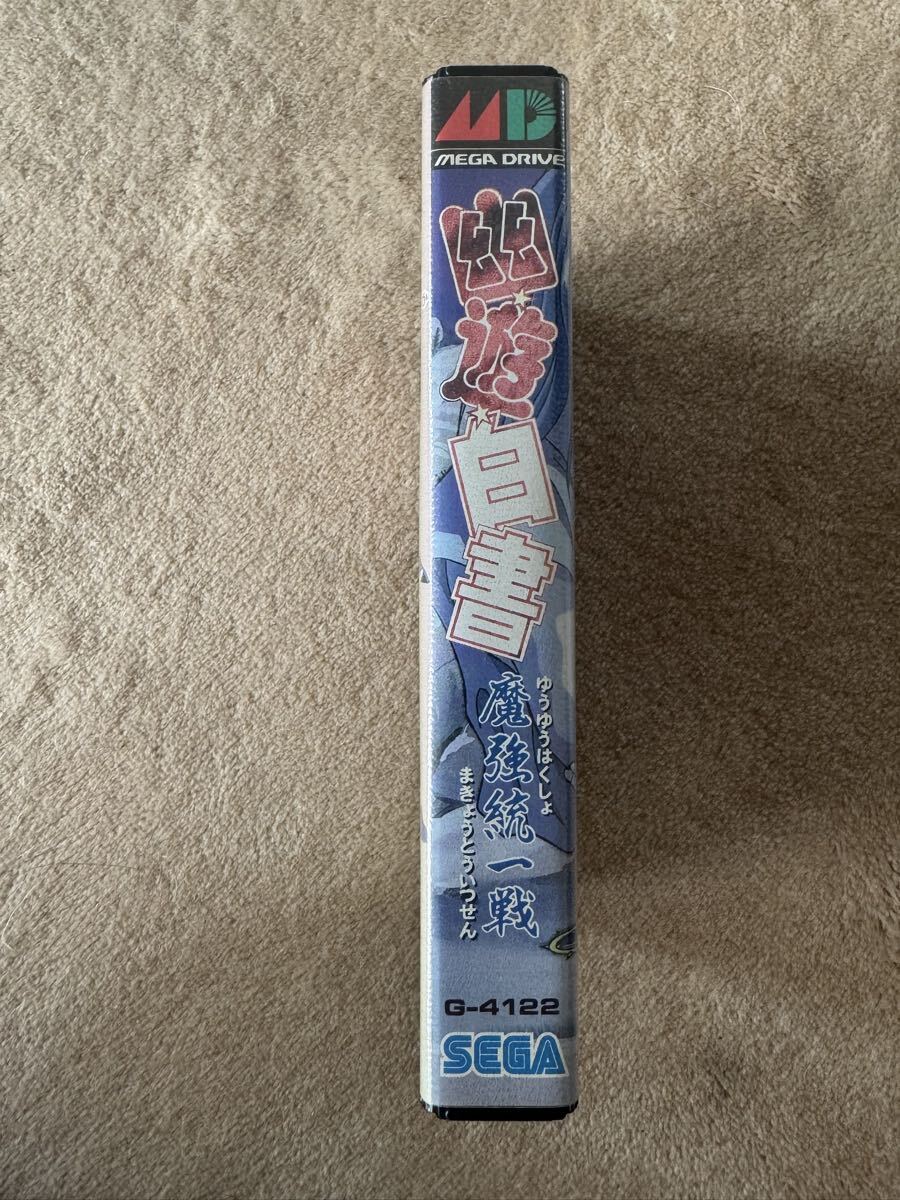 MD
MEGA DRIVE
幽遊白書
ゆうゆうはくしょ
魔強統一戦
まきょうとういつせん
G-4122
SEGA